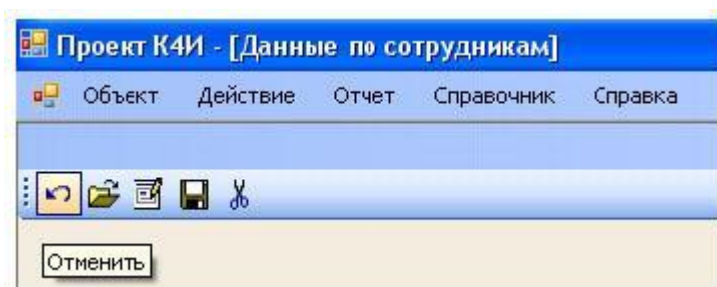 Проект К4И - [Данные по сотрудникам]
Объект Действие Отчет Справочник Справка
Отменить